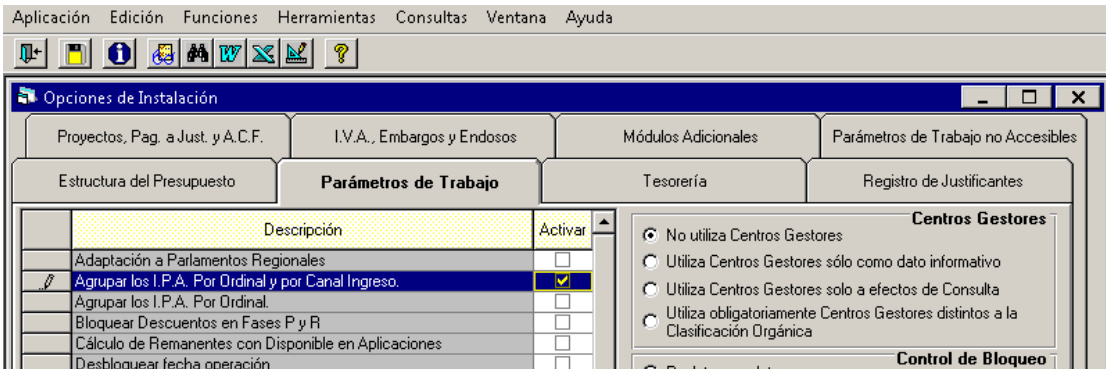 Aplicación Edición Funciones Herramientas Consultas Ventana Ayuda
Opciones de Instalación
Proyectos, Pag. a Just. y A.C.F. I.V.A., Embargos y Endosos Módulos Adicionales Parámetros de Trabajo no Accesibles
Estructura del Presupuesto Parámetros de Trabajo Tesorería Registro de Justificantes
Descripción Activar
Adaptación a Parlamentos Regionales
Agrupar los I.P.A. Por Ordinal y por Canal Ingreso.
Agrupar los I.P.A. Por Ordinal.
Bloquear Descuentos en Fases P y R
Cálculo de Remanentes con Disponible en Aplicaciones
Desbloquear fecha operación
Centros Gestores
No utiliza Centros Gestores
Utiliza Centros Gestores sólo como dato informativo
Utiliza Centros Gestores solo a efectos de Consulta
Utiliza obligatoriamente Centros Gestores distintos a la
Clasificación Orgánica
Control de Bloqueo